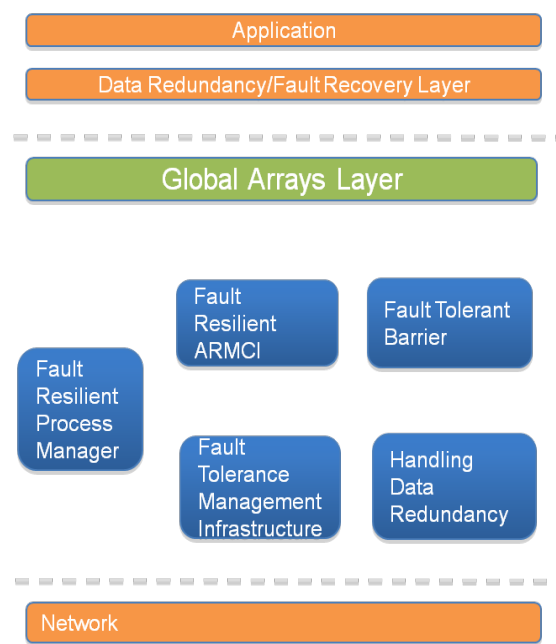 Application
Data Redundancy/Fault Recovery Layer
Global Arrays Layer
Fault
Resilient
ARMCI
Fault Tolerant
Barrier
Fault
Resilient
Process
Manager
Fault
Tolerance
Management
Infrastructure
Handling
Data
Redundancy
Network